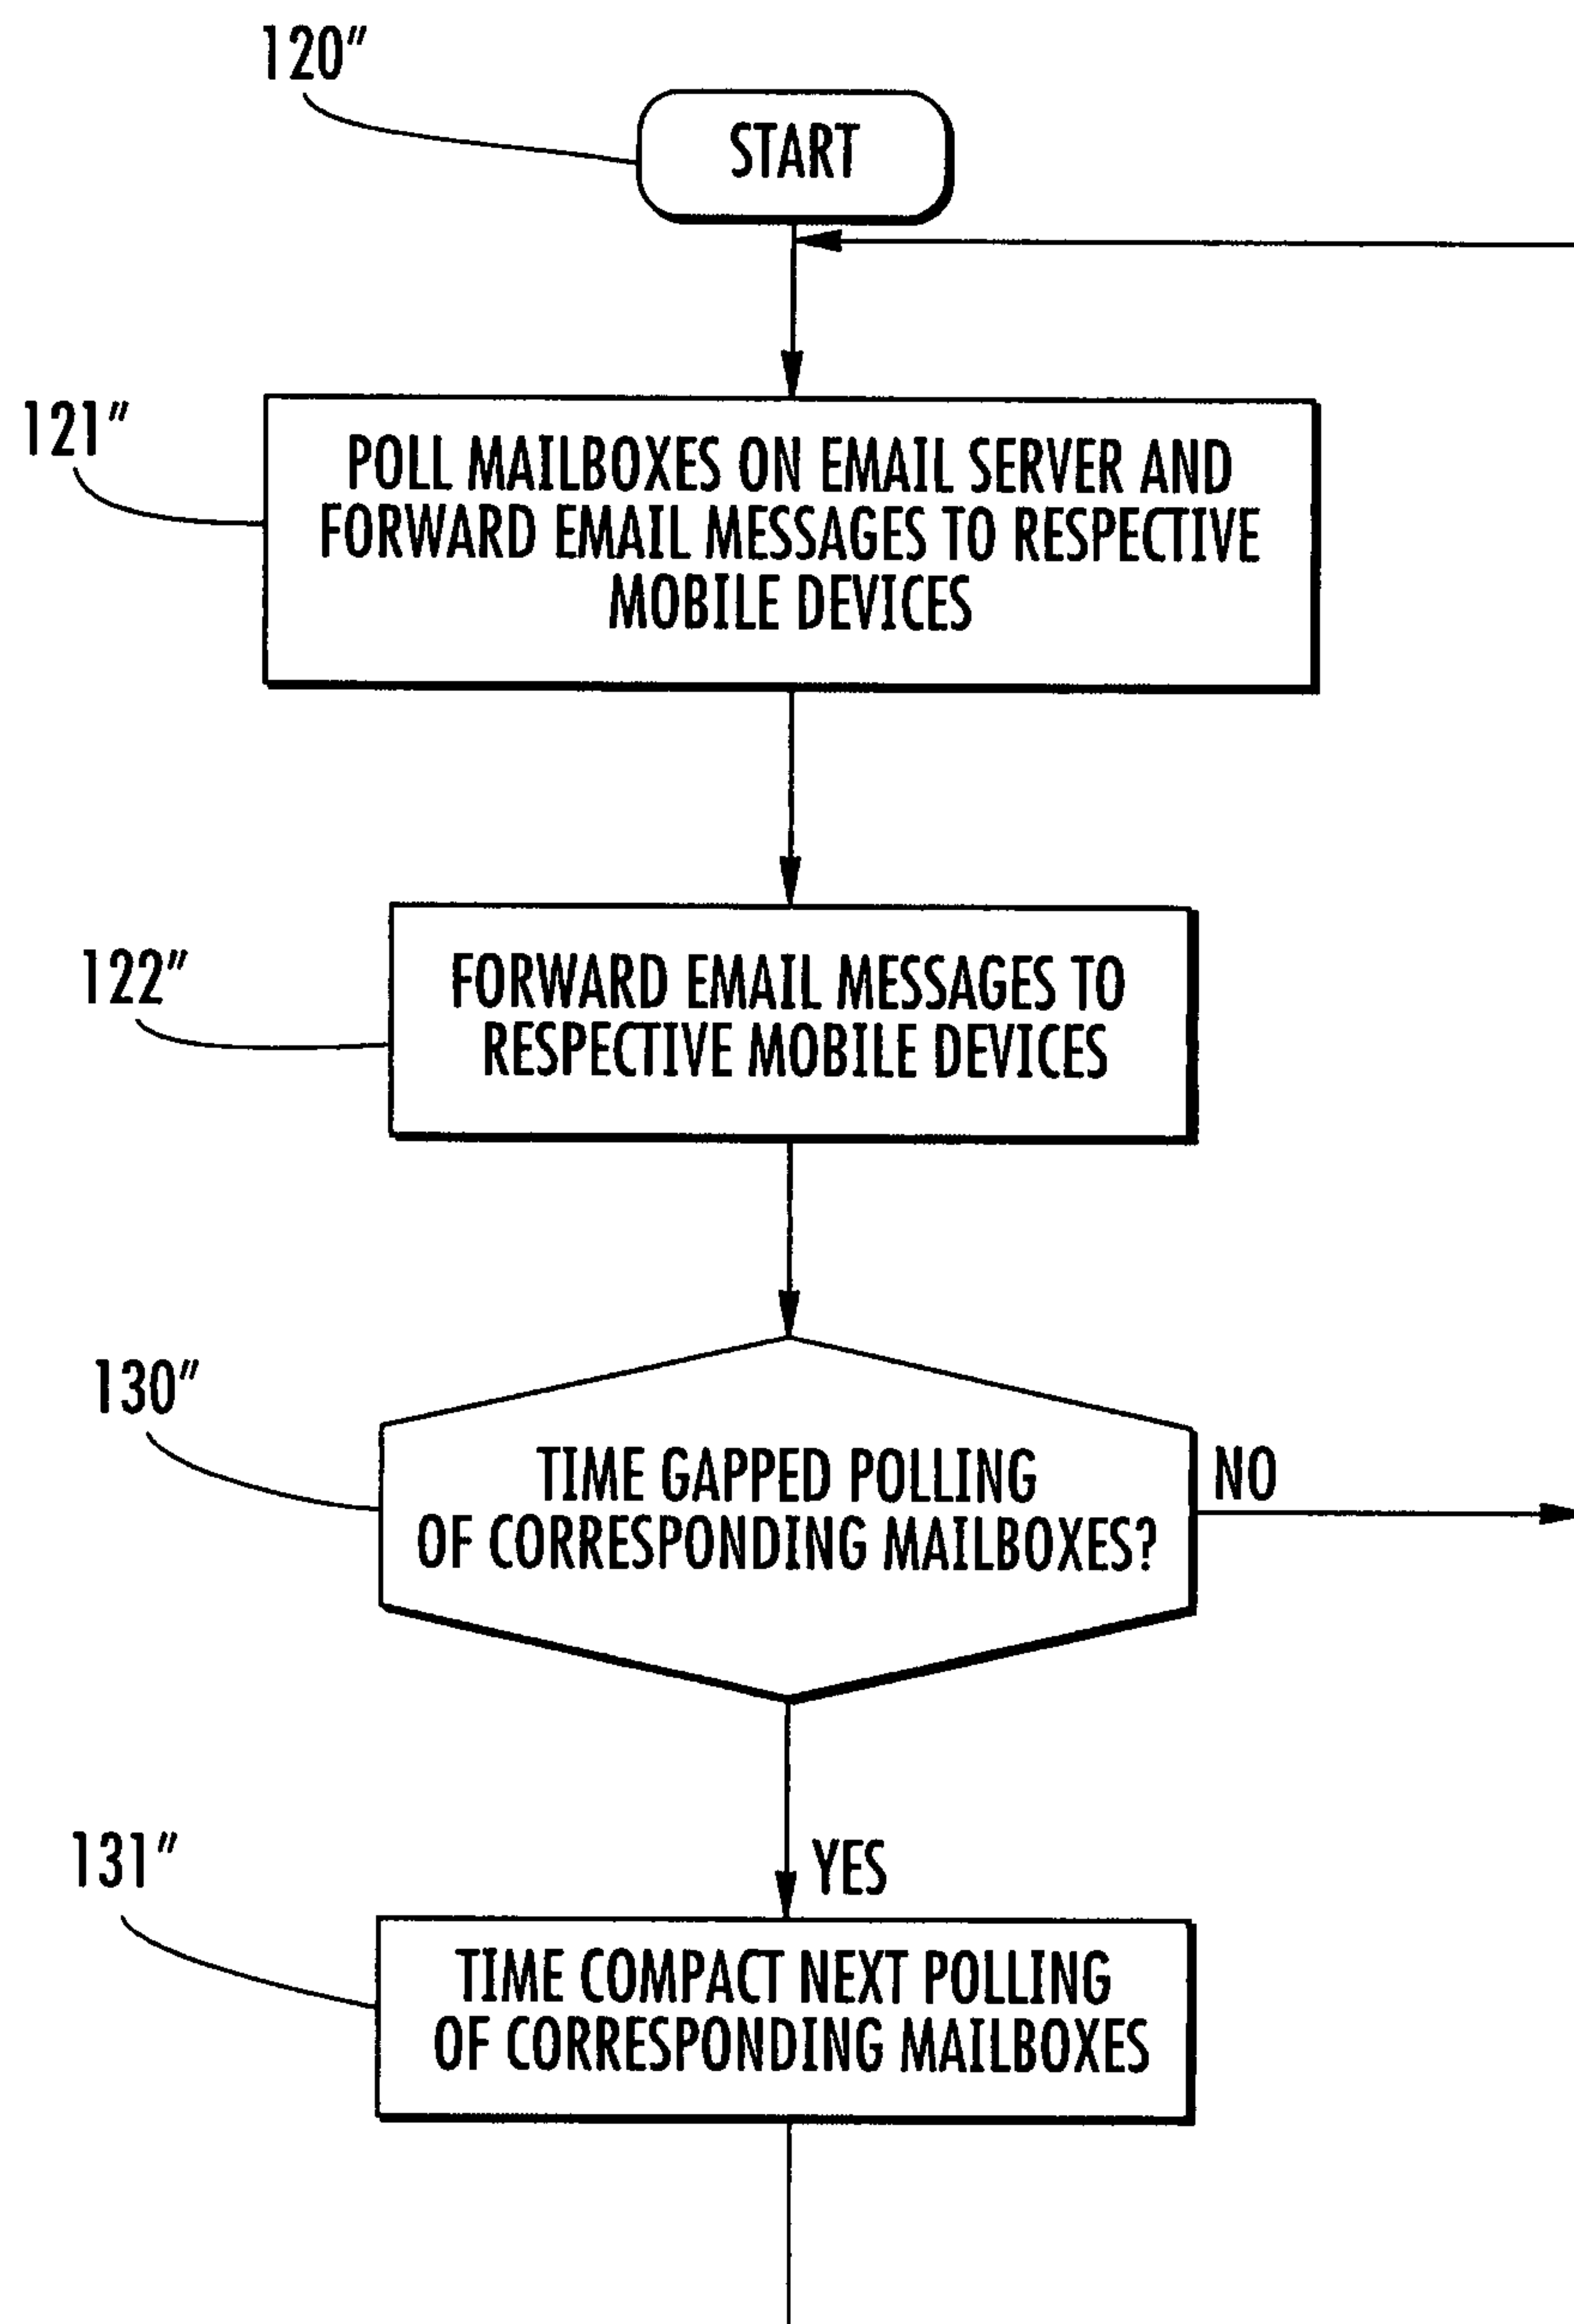 120″
START
121″
POLL MAILBOXES ON EMAIL SERVER AND
FORWARD EMAIL MESSAGES TO RESPECTIVE
MOBILE DEVICES
122″
FORWARD EMAIL MESSAGES TO
RESPECTIVE MOBILE DEVICES
130″
TIME GAPPED POLLING
OF CORRESPONDING MAILBOXES?
NO
YES
131″
TIME COMPACT NEXT POLLING
OF CORRESPONDING MAILBOXES